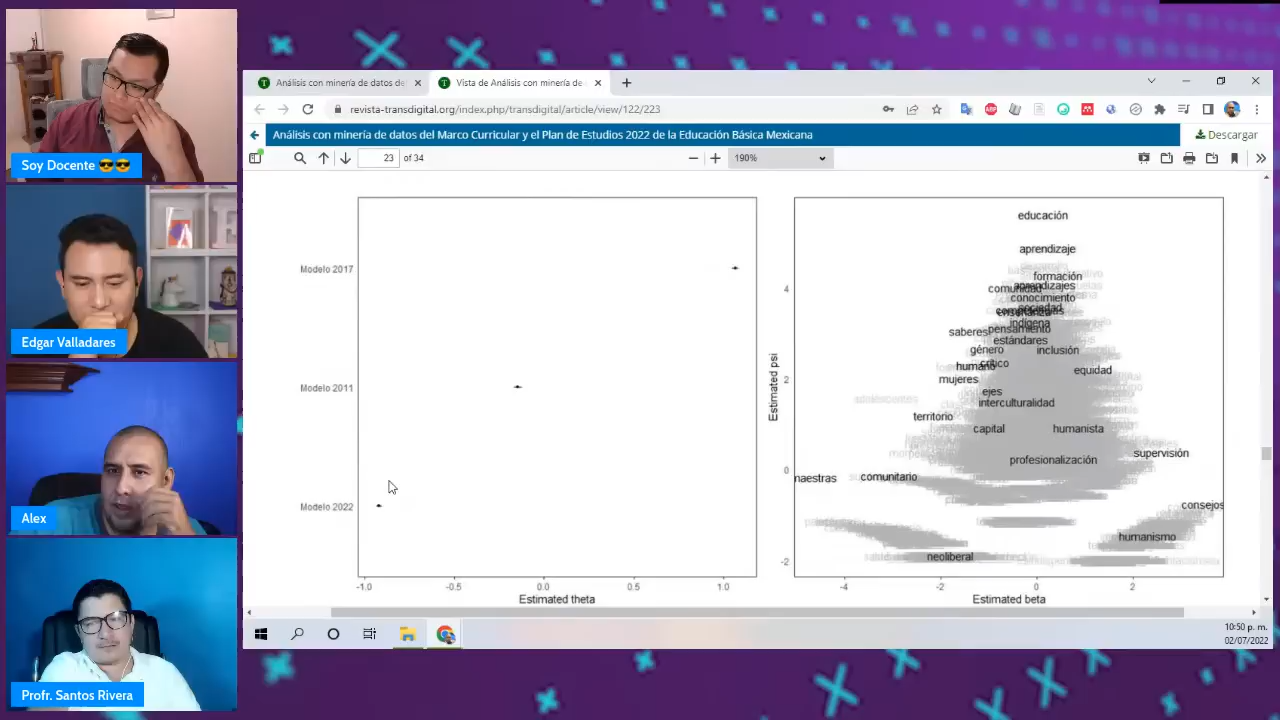 Soy Docente 😎😎
Edgar Valladares
Alex
Profr. Santos Rivera
Análisis con minería de datos de
Vista de Análisis con minería de
revista-transdigital.org/index.php/transdigital/article/view/122/223
Análisis con minería de datos del Marco Curricular y el Plan de Estudios 2022 de la Educación Básica Mexicana
Descargar
23 of 34
190%
Modelo 2017
Modelo 2011
Modelo 2022
-1.0 -0.5 0.0 0.5 1.0
Estimated theta
Estimated psi
4
2
0
-2
educación
aprendizaje
formación
aprendizajes
comunidad
conocimiento
sociedad
enseñanza
indígena
saberes
pensamiento
estándares
género
inclusión
crítico
humano
equidad
mujeres
ejes
interculturalidad
territorio
capital
humanista
supervisión
profesionalización
maestras
comunitario
consejos
humanismo
neoliberal
-4 -2 0 2
Estimated beta
10:50 p. m.
02/07/2022